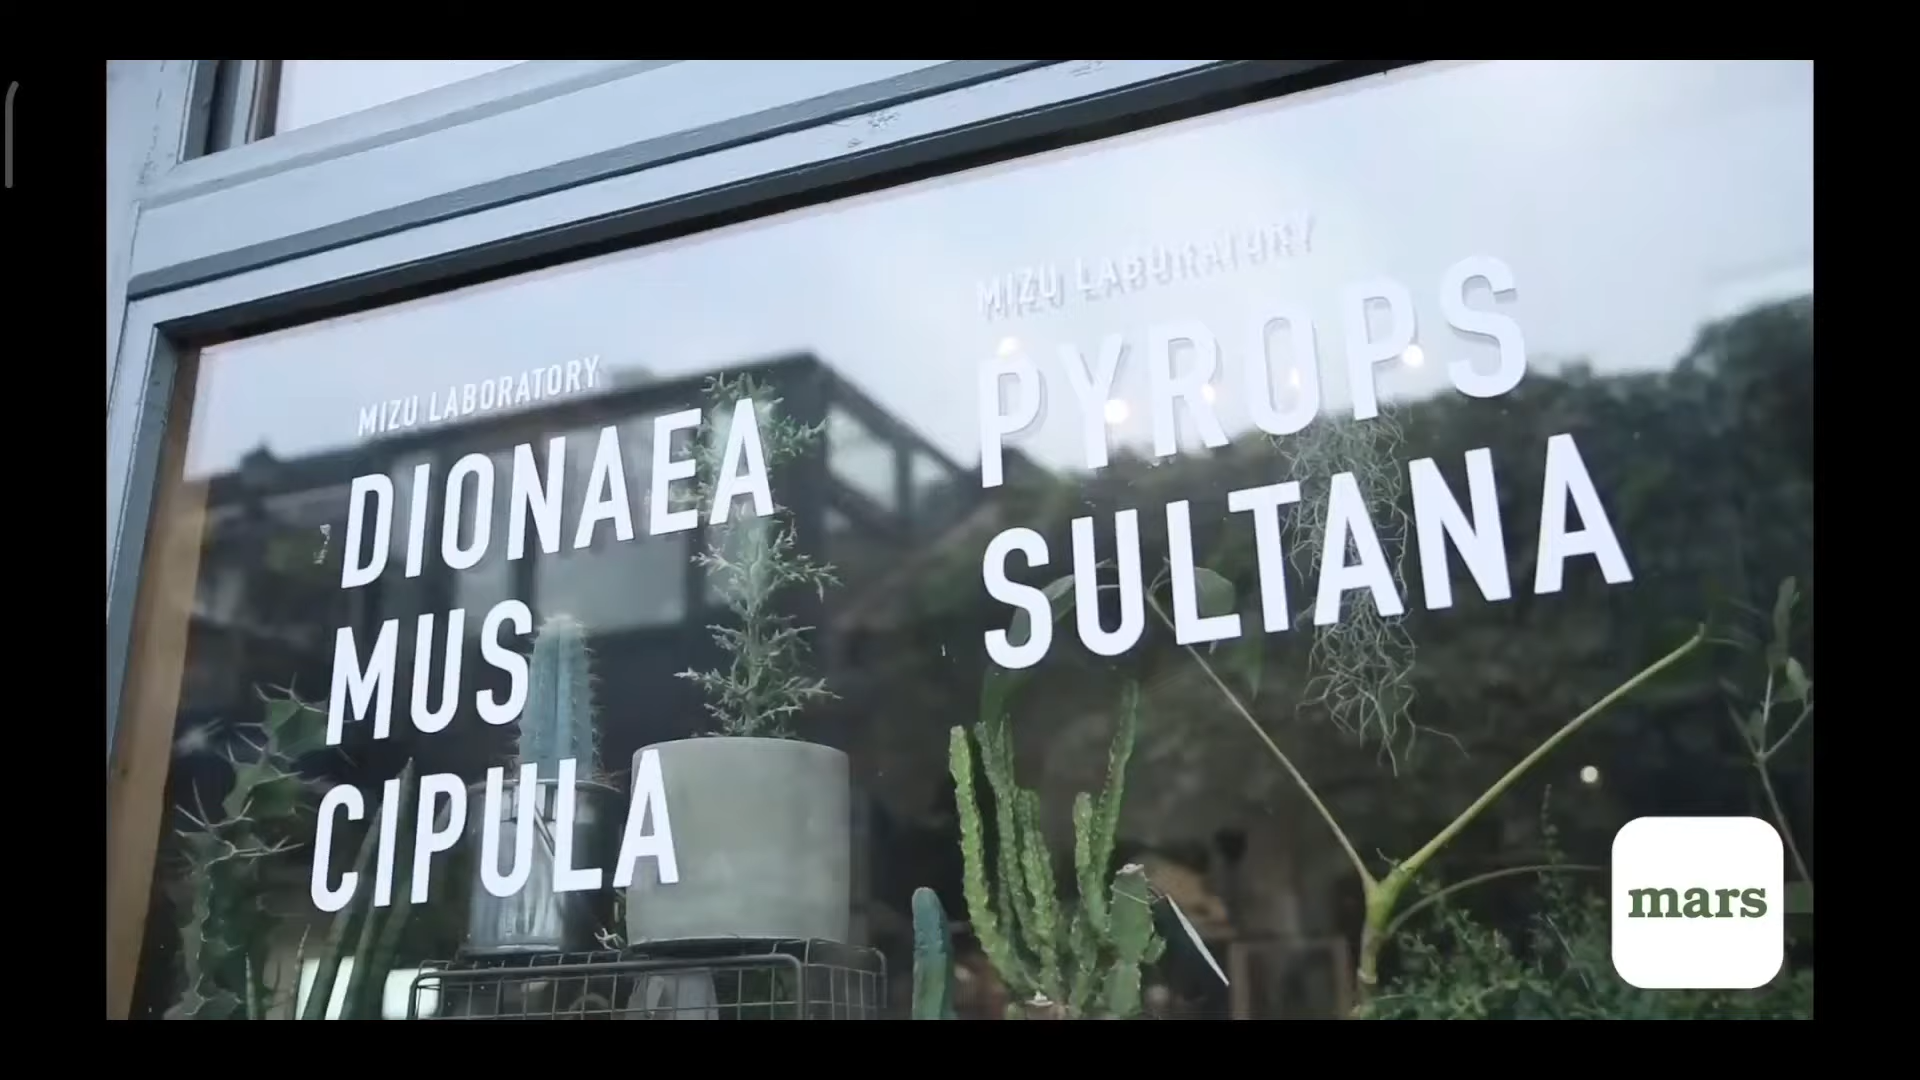 MIZU LABORATORY
DIONAEA
MUS
CIPULA
MIZU LABORATORY
PYROPS
SULTANA
mars